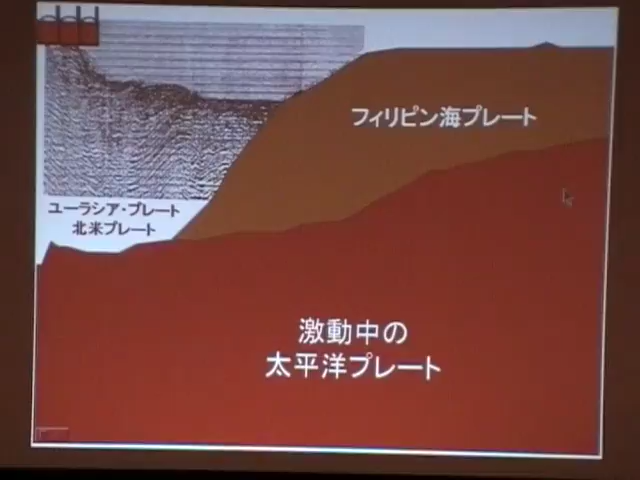 フィリピン海プレート
ユーラシア・プレート
北米プレート
激動中の
太平洋プレート